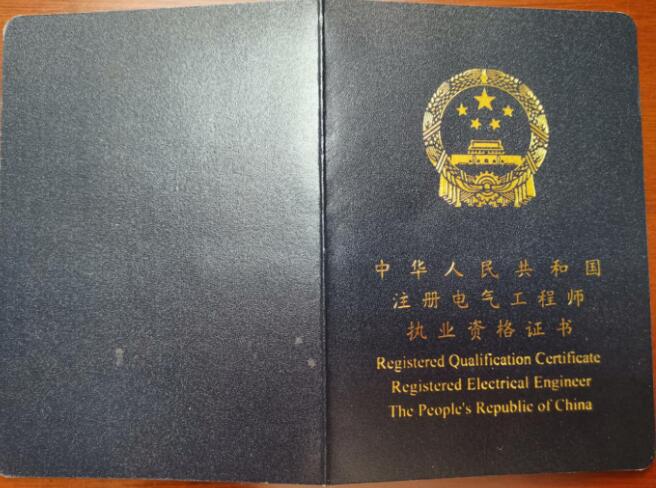 中华人民共和国
注册电气工程师
执业资格证书
Registered Qualification Certificate
Registered Electrical Engineer
The People's Republic of China